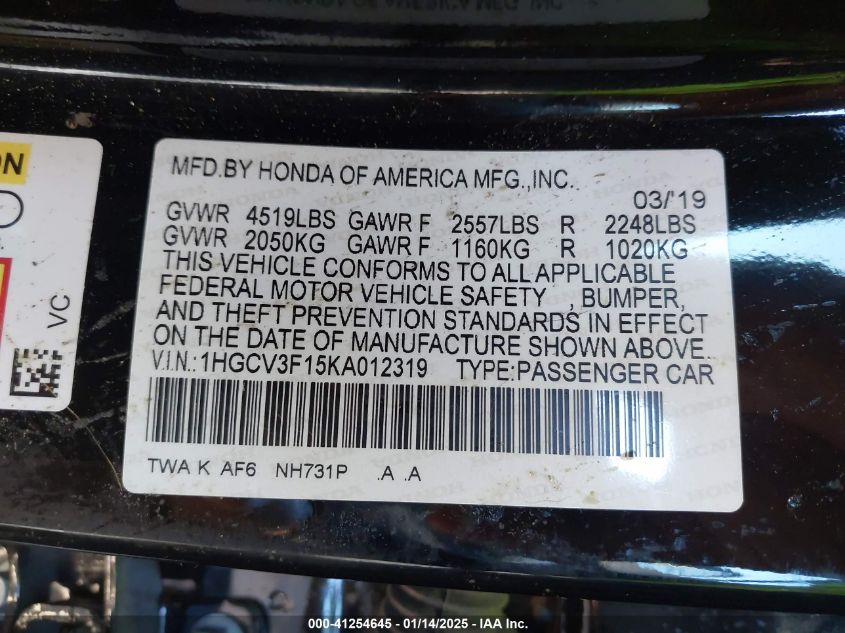 MFD.BY HONDA OF AMERICA MFG.,INC.
03/'19
GVWR 4519LBS GAWR F 2557LBS R 2248LBS
GVWR 2050KG GAWR F 1160KG R 1020KG
THIS VEHICLE CONFORMS TO ALL APPLICABLE
FEDERAL MOTOR VEHICLE SAFETY , BUMPER,
AND THEFT PREVENTION STANDARDS IN EFFECT
ON THE DATE OF MANUFACTURE SHOWN ABOVE.
V.I.N.:1HGCV3F15KA012319 TYPE:PASSENGER CAR
TWA K AF6 NH731P .A .A
VC
000-41254645 - 01/14/2025 - IAA Inc.